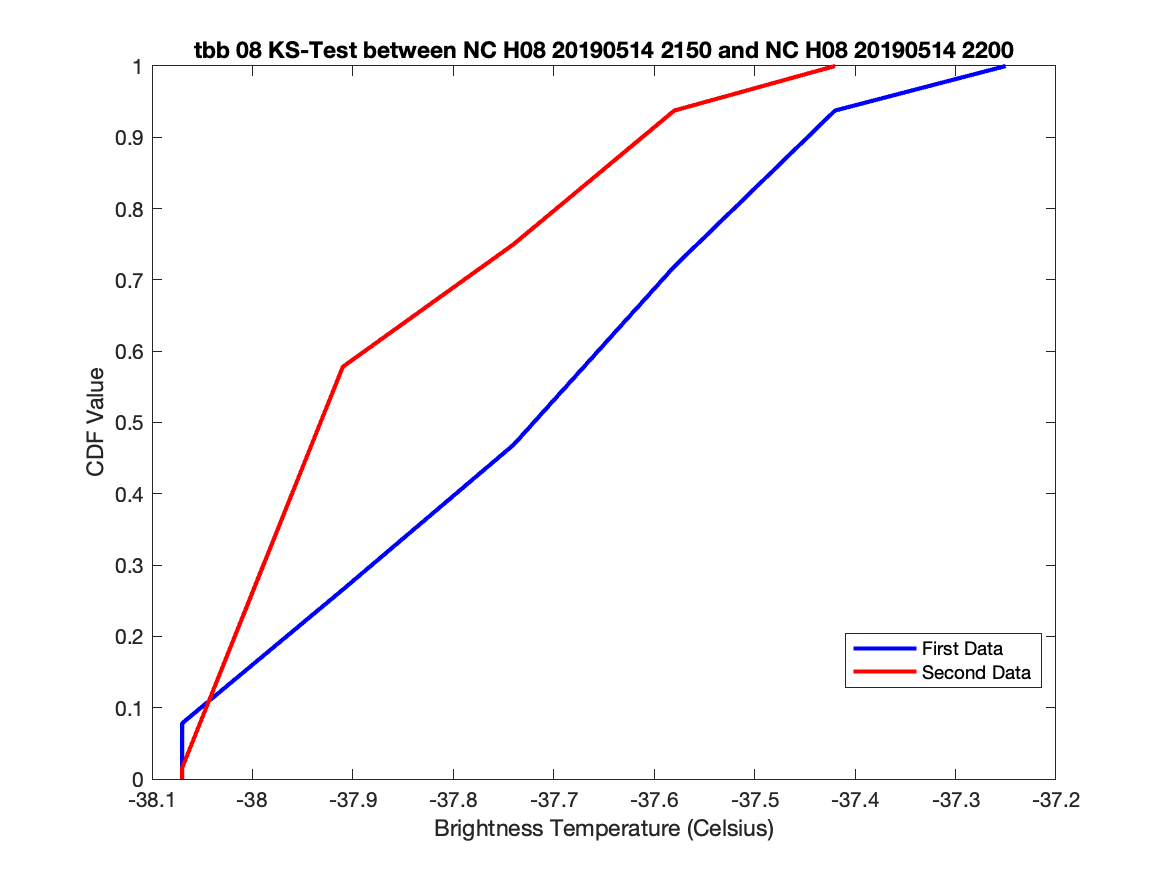 tbb 08 KS-Test between NC H08 20190514 2150 and NC H08 20190514 2200
1
0.9
0.8
0.7
0.6
0.5
0.4
0.3
0.2
0.1
0
CDF Value
First Data
Second Data
-38.1 -38 -37.9 -37.8 -37.7 -37.6 -37.5 -37.4 -37.3 -37.2
Brightness Temperature (Celsius)